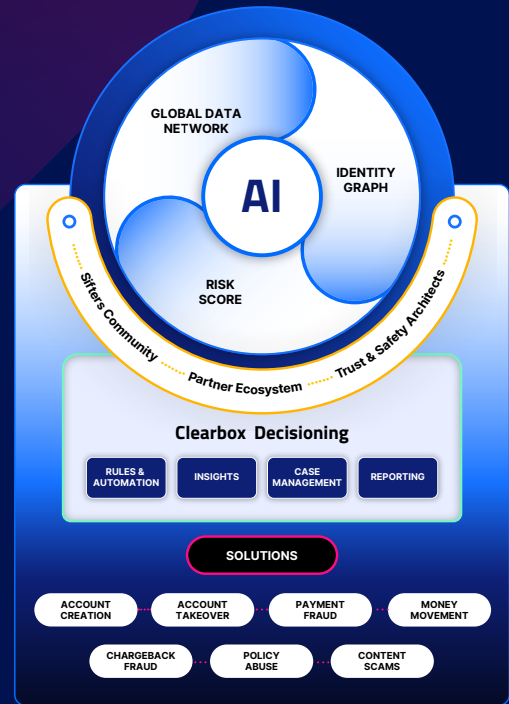 GLOBAL DATA
NETWORK
IDENTITY
GRAPH
AI
RISK
SCORE
Sifters Community
Partner Ecosystem
Trust & Safety Architects
Clearbox Decisioning
RULES &
AUTOMATION
INSIGHTS
CASE
MANAGEMENT
REPORTING
SOLUTIONS
ACCOUNT
CREATION
ACCOUNT
TAKEOVER
PAYMENT
FRAUD
MONEY
MOVEMENT
CHARGEBACK
FRAUD
POLICY
ABUSE
CONTENT
SCAMS